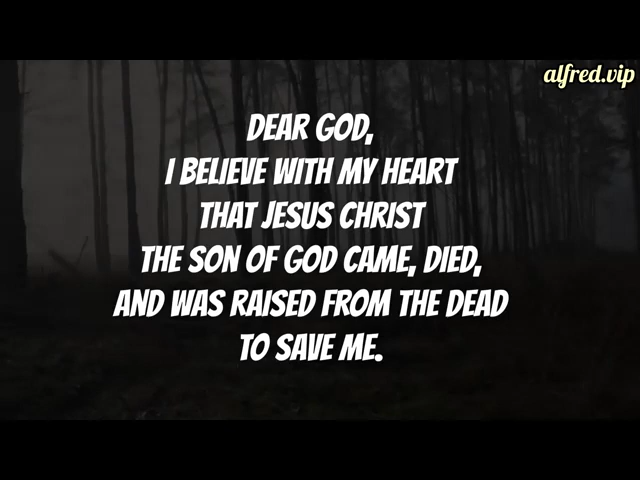 alfred.vip
DEAR GOD,
I BELIEVE WITH MY HEART
THAT JESUS CHRIST
THE SON OF GOD CAME, DIED,
AND WAS RAISED FROM THE DEAD
TO SAVE ME.